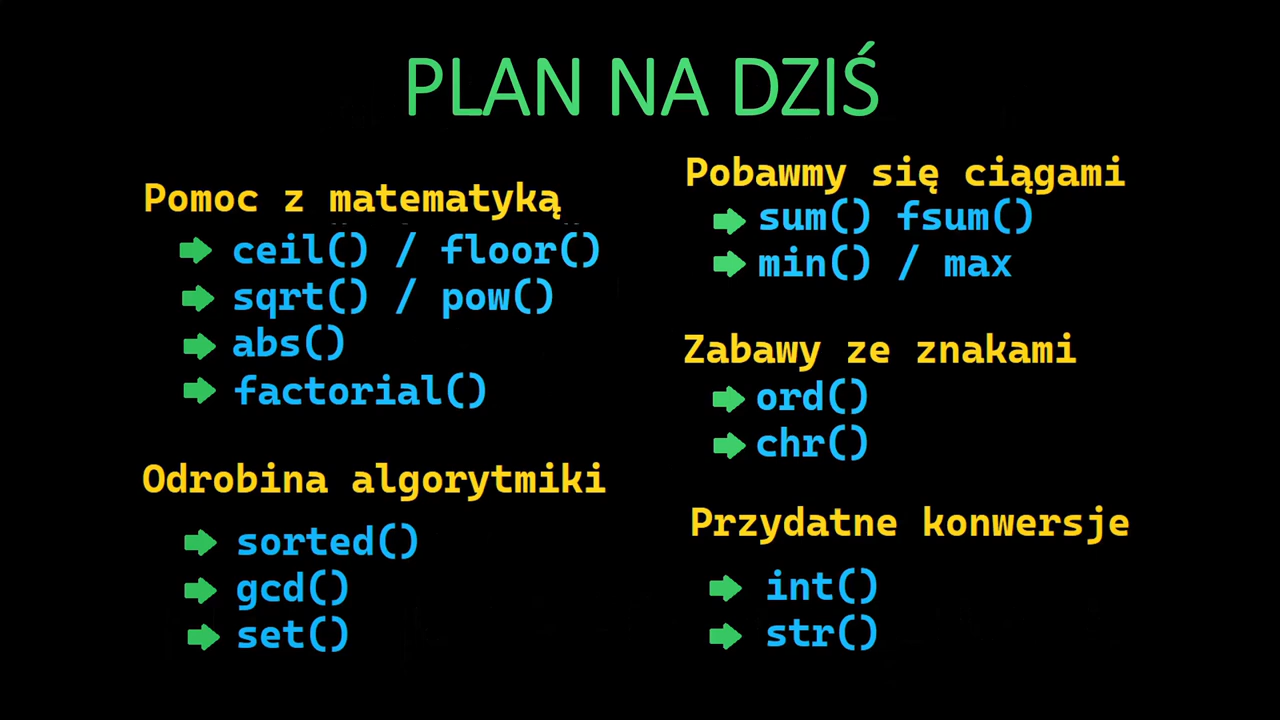 PLAN NA DZIŚ
Pomoc z matematyką
ceil() / floor()
sqrt() / pow()
abs()
factorial()
Odrobina algorytmiki
sorted()
gcd()
set()
Pobawmy się ciągami
sum() fsum()
min() / max
Zabawy ze znakami
ord()
chr()
Przydatne konwersje
int()
str()